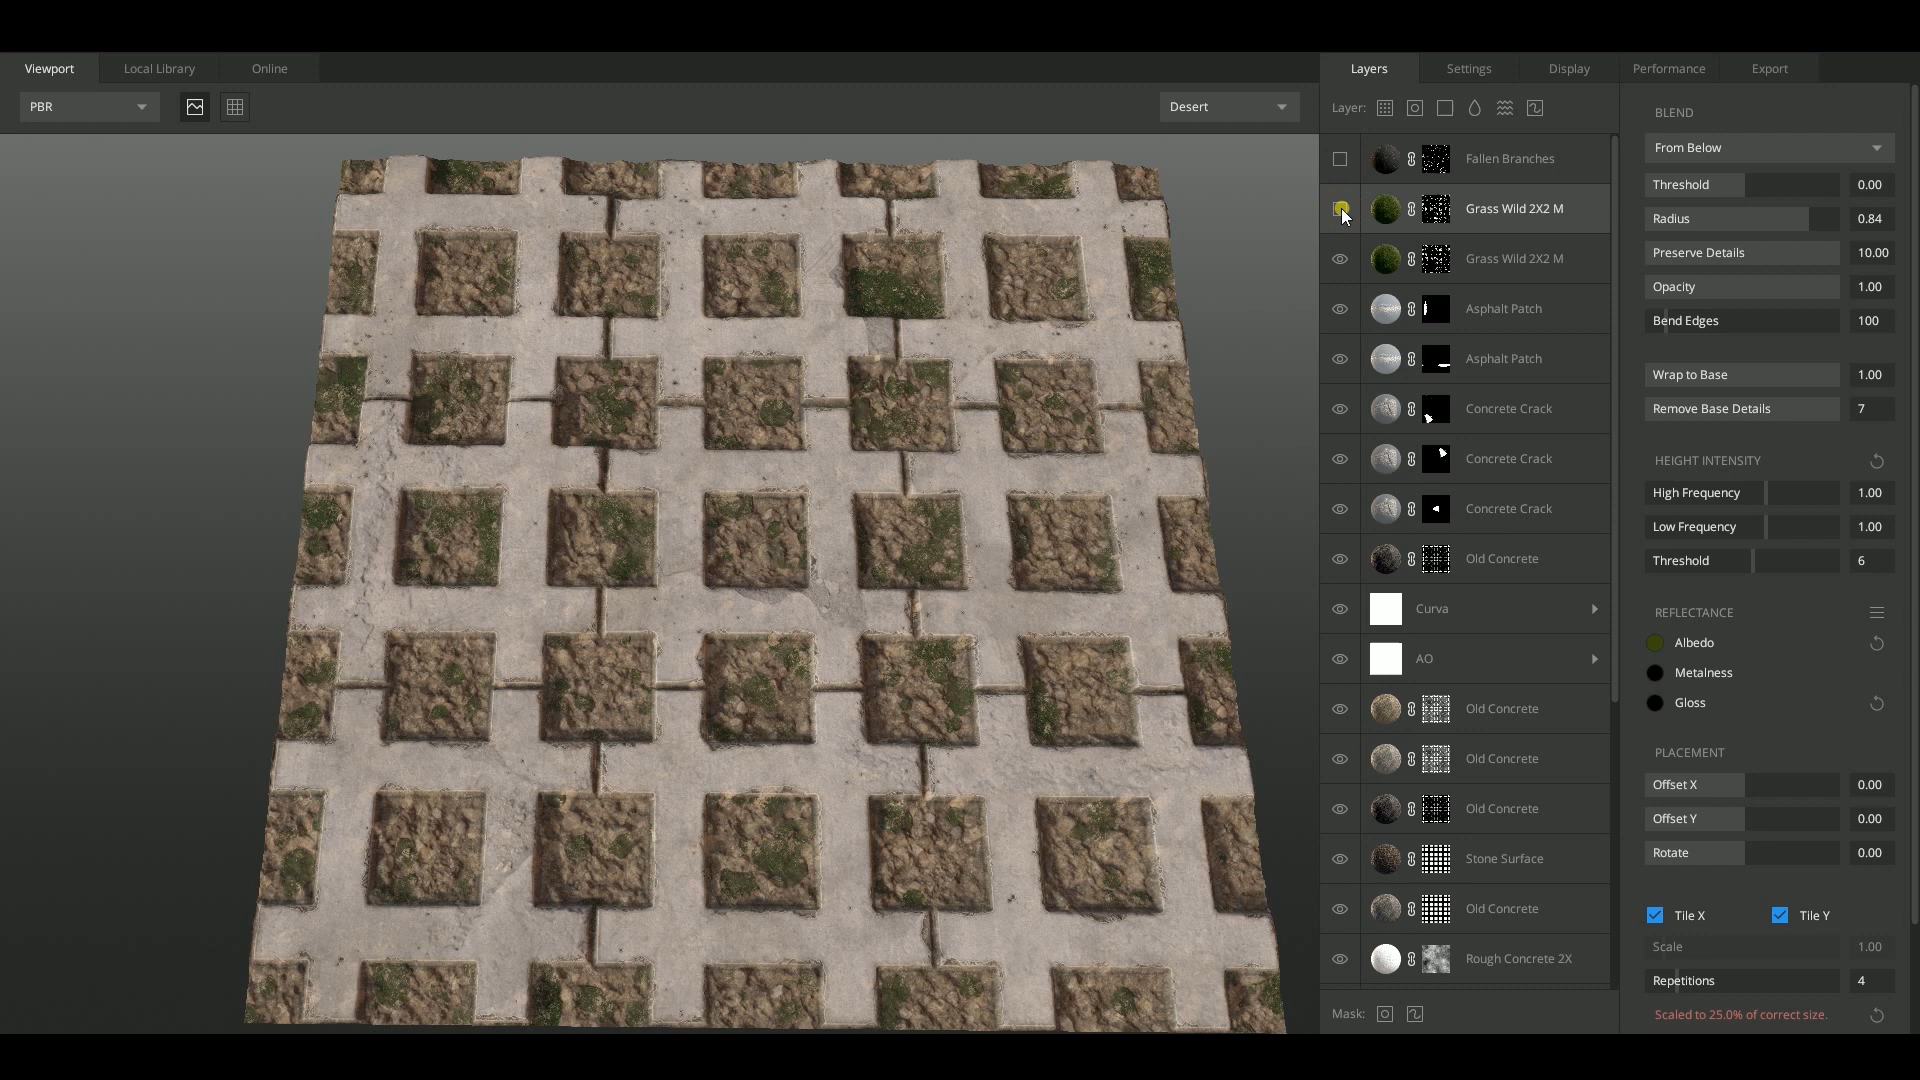 Viewport
Local Library
Online
PBR
Desert
Layers
Settings
Display
Performance
Export
Layer:
Fallen Branches
Grass Wild 2X2 M
Grass Wild 2X2 M
Asphalt Patch
Asphalt Patch
Concrete Crack
Concrete Crack
Concrete Crack
Old Concrete
Curva
AO
Old Concrete
Old Concrete
Old Concrete
Stone Surface
Old Concrete
Rough Concrete 2X
Mask:
BLEND
From Below
Threshold 0.00
Radius 0.84
Preserve Details 10.00
Opacity 1.00
Bend Edges 100
Wrap to Base 1.00
Remove Base Details 7
HEIGHT INTENSITY
High Frequency 1.00
Low Frequency 1.00
Threshold 6
REFLECTANCE
Albedo
Metalness
Gloss
PLACEMENT
Offset X 0.00
Offset Y 0.00
Rotate 0.00
Tile X Tile Y
Scale 1.00
Repetitions 4
Scaled to 25.0% of correct size.